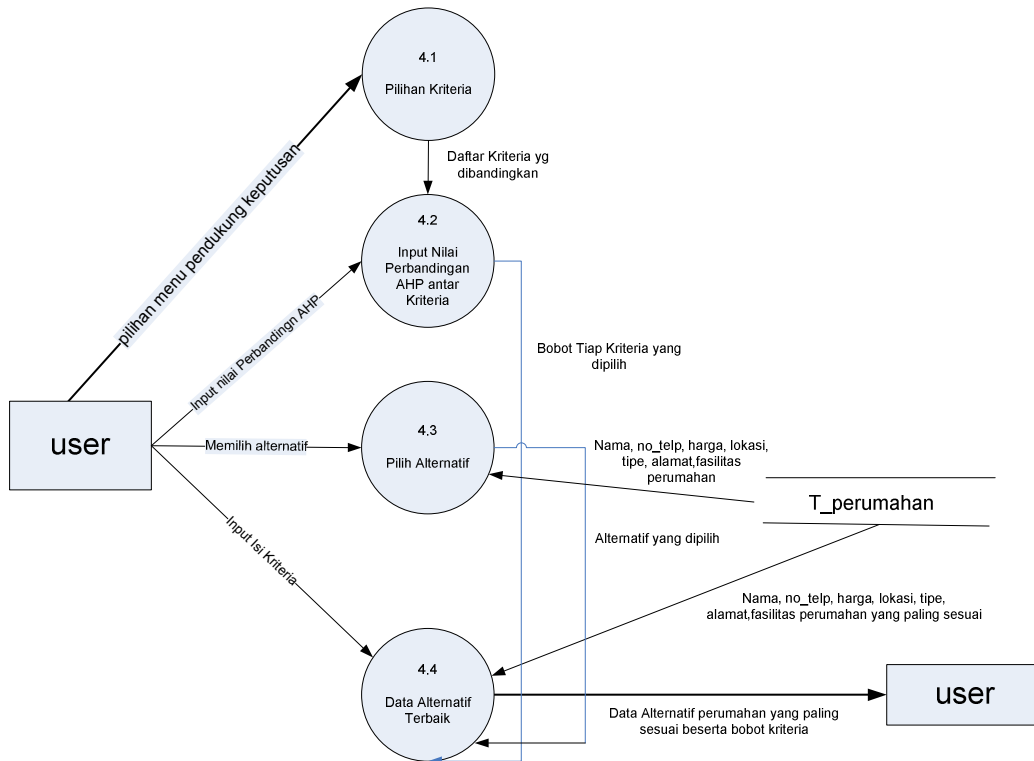 4.1
Pilihan Kriteria
pilihan menu pendukung keputusan
Daftar Kriteria yg
dibandingkan
4.2
Input Nilai
Perbandingan
AHP antar
Kriteria
Input nilai Perbandingn AHP
Bobot Tiap Kriteria yang
dipilih
user
Memilih alternatif
4.3
Pilih Alternatif
Nama, no_telp, harga, lokasi,
tipe, alamat,fasilitas
perumahan
T_perumahan
Input Isi Kriteria
Alternatif yang dipilih
Nama, no_telp, harga, lokasi, tipe,
alamat,fasilitas perumahan yang paling sesuai
4.4
Data Alternatif
Terbaik
Data Alternatif perumahan yang paling
sesuai beserta bobot kriteria
user